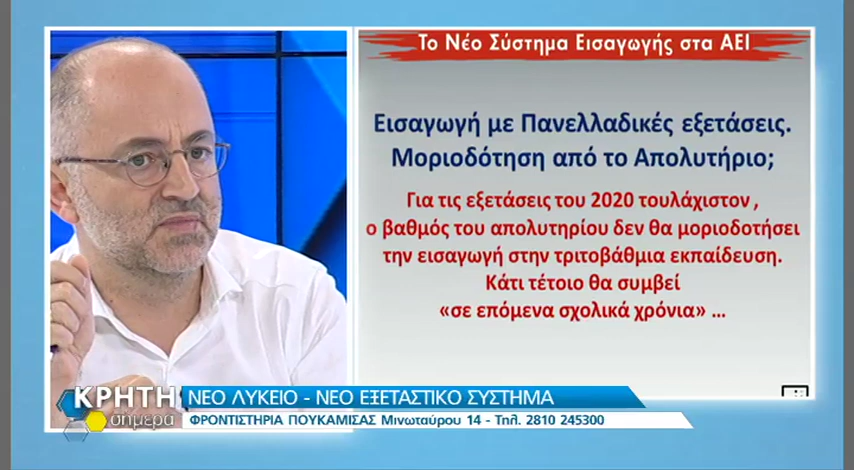 Το Νέο Σύστημα Εισαγωγής στα ΑΕΙ
Εισαγωγή με Πανελλαδικές εξετάσεις.
Μοριοδότηση από το Απολυτήριο;
Για τις εξετάσεις του 2020 τουλάχιστον ,
ο βαθμός του απολυτηρίου δεν θα μοριοδοτήσει
την εισαγωγή στην τριτοβάθμια εκπαίδευση.
Κάτι τέτοιο θα συμβεί
«σε επόμενα σχολικά χρόνια» ...
ΚΡΗΤΗ
σήμερα
ΝΕΟ ΛΥΚΕΙΟ - ΝΕΟ ΕΞΕΤΑΣΤΙΚΟ ΣΥΣΤΗΜΑ
ΦΡΟΝΤΙΣΤΗΡΙΑ ΠΟΥΚΑΜΙΣΑΣ Μινωταύρου 14 - Τηλ. 2810 245300